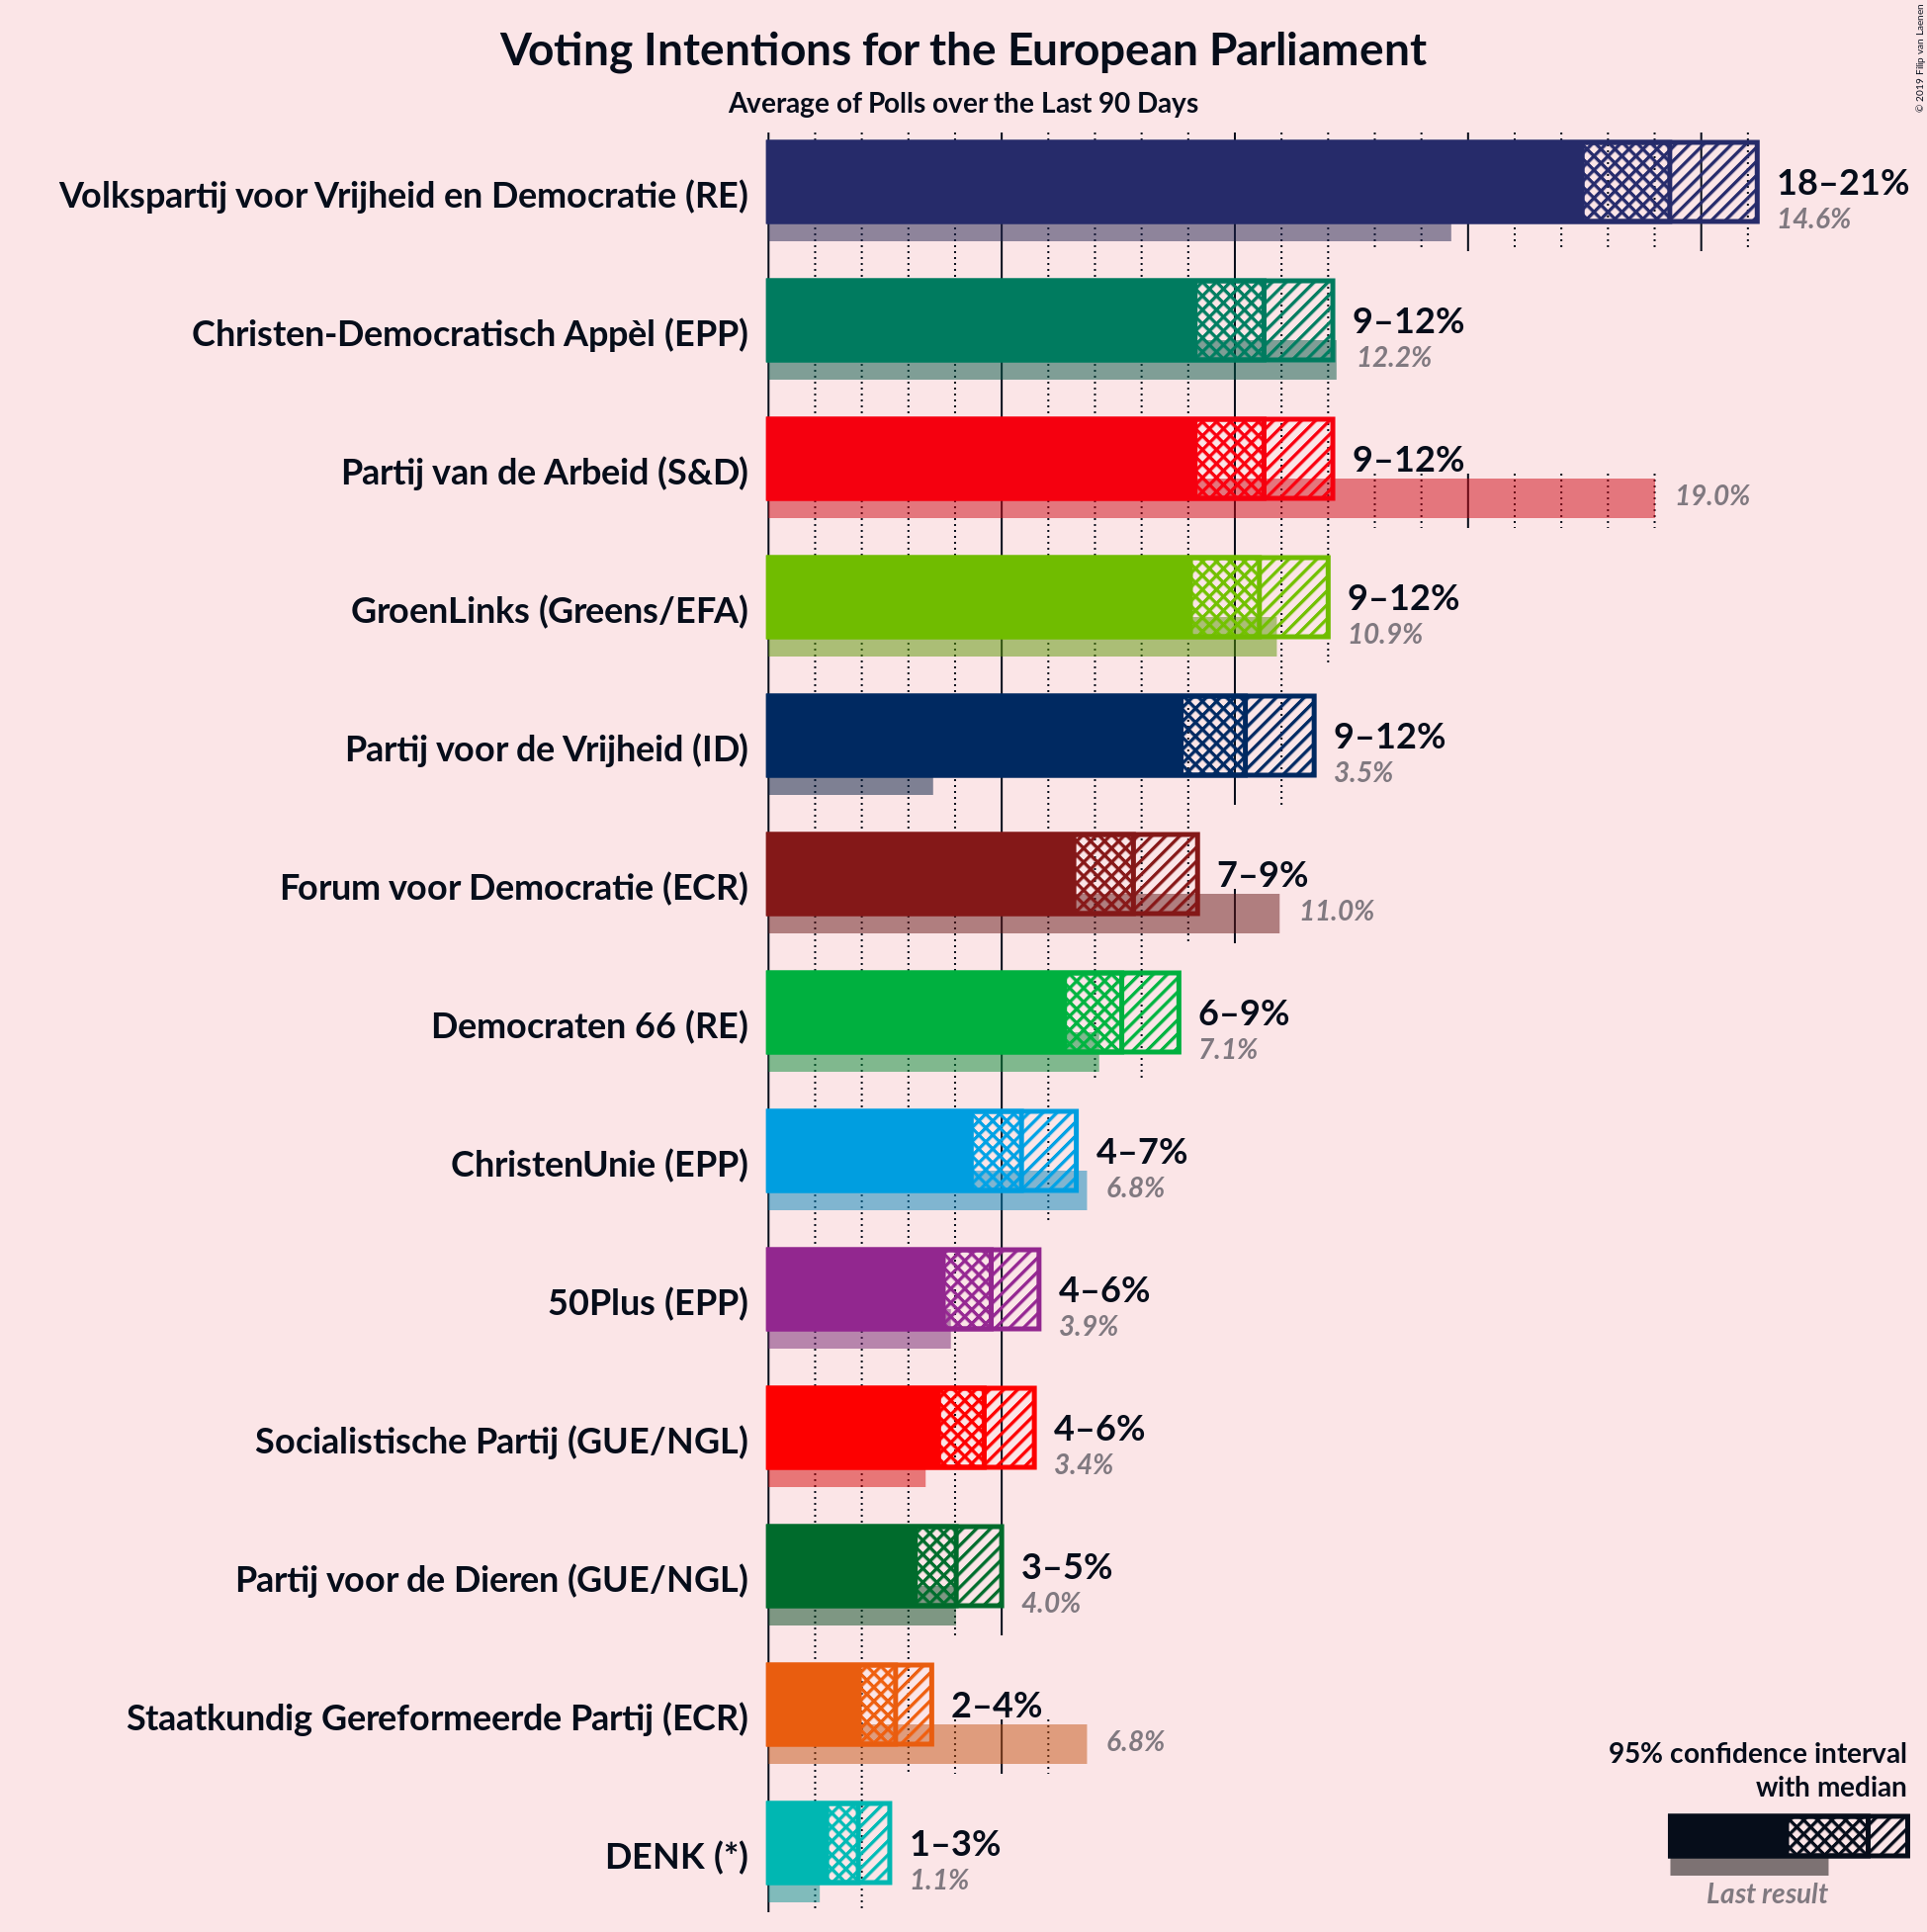 Voting Intentions for the European Parliament
Average of Polls over the Last 90 Days
© 2019 Filip van Laenen
Volkspartij voor Vrijheid en Democratie (RE)
18–21%
14.6%
Christen-Democratisch Appèl (EPP)
9–12%
12.2%
Partij van de Arbeid (S&D)
9–12%
19.0%
GroenLinks (Greens/EFA)
9–12%
10.9%
Partij voor de Vrijheid (ID)
9–12%
3.5%
Forum voor Democratie (ECR)
7–9%
11.0%
Democraten 66 (RE)
6–9%
7.1%
ChristenUnie (EPP)
4–7%
6.8%
50Plus (EPP)
4–6%
3.9%
Socialistische Partij (GUE/NGL)
4–6%
3.4%
Partij voor de Dieren (GUE/NGL)
3–5%
4.0%
Staatkundig Gereformeerde Partij (ECR)
2–4%
6.8%
DENK (*)
1–3%
1.1%
95% confidence interval
with median
Last result